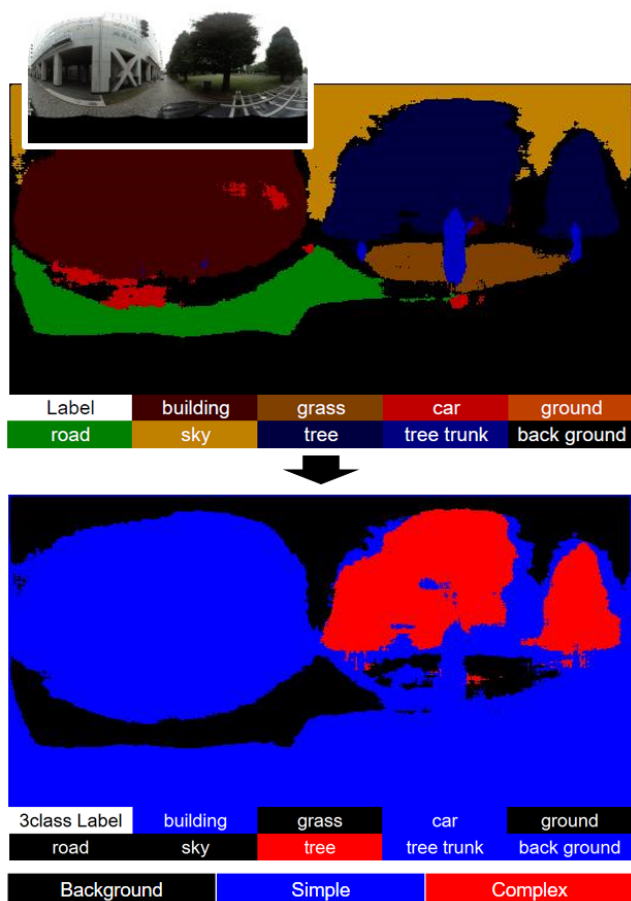 Label building grass car ground
road sky tree tree trunk back ground
3class Label building grass car ground
road sky tree tree trunk back ground
Background Simple Complex